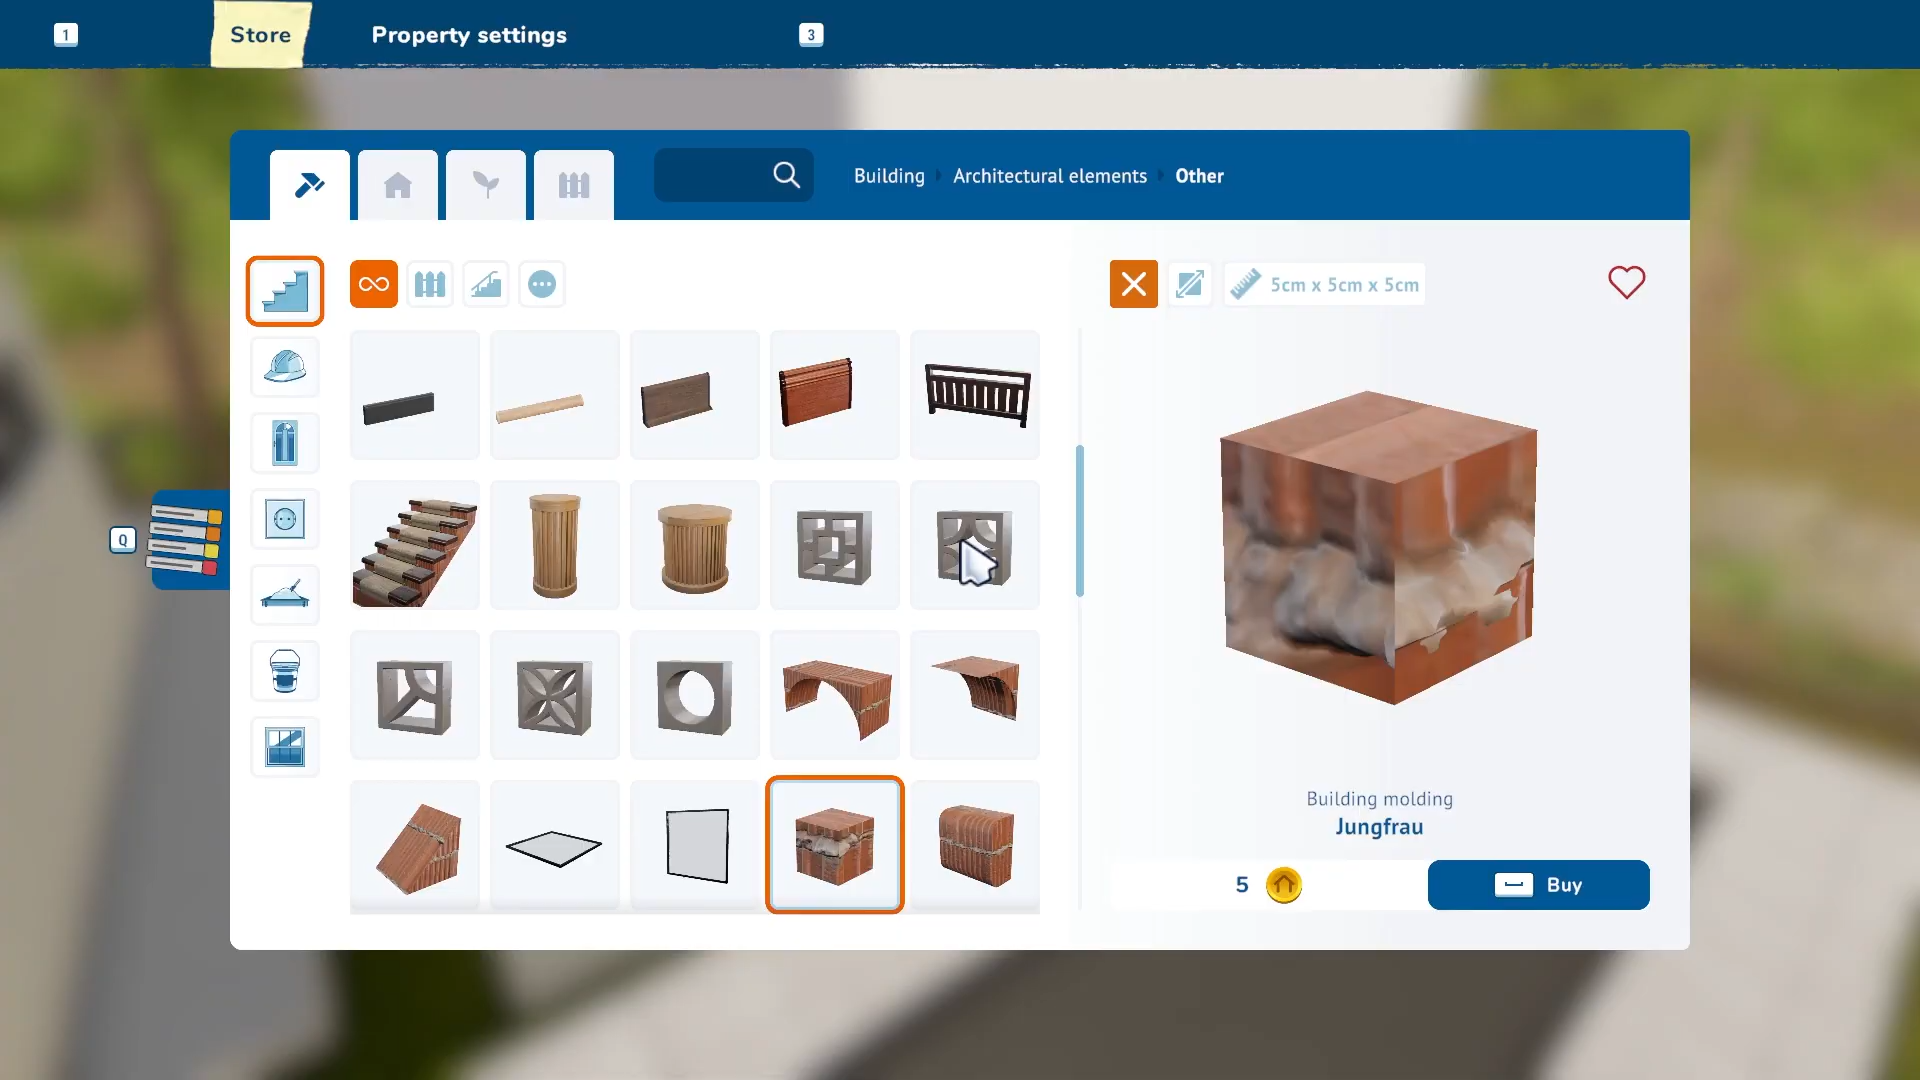 1
Store
Property settings
3
Building
Architectural elements
Other
5cm x 5cm x 5cm
Q
Building molding
Jungfrau
5
Buy